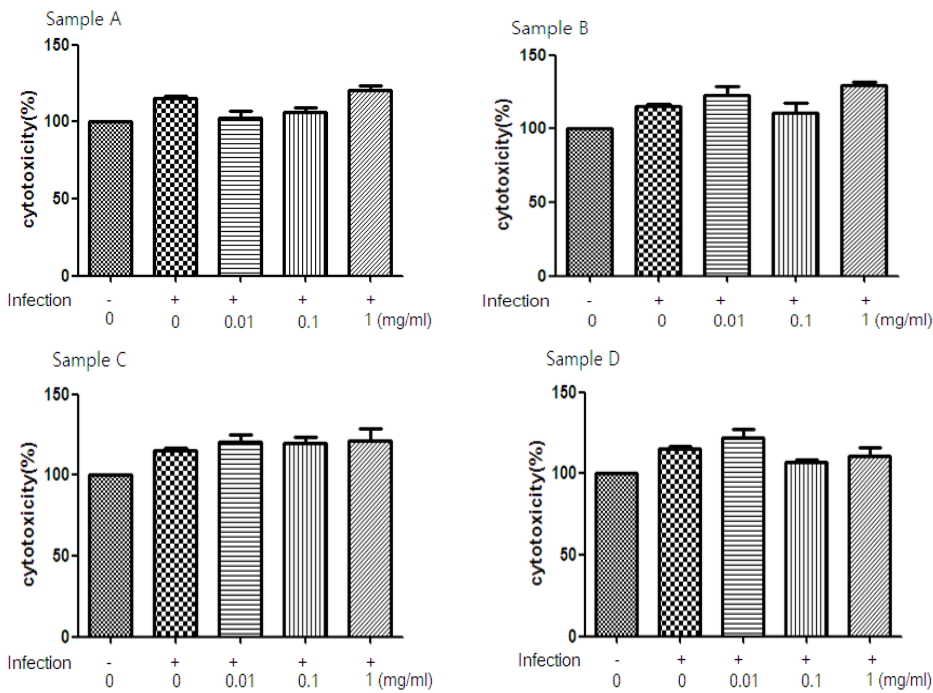 Sample A
150
100
50
0
cytotoxicity(%)
Infection - + + + +
0 0 0.01 0.1 1 (mg/ml)
Sample B
150
100
50
0
cytotoxicity(%)
Infection - + + + +
0 0 0.01 0.1 1 (mg/ml)
Sample C
150
100
50
0
cytotoxicity(%)
Infection - + + + +
0 0 0.01 0.1 1 (mg/ml)
Sample D
150
100
50
0
cytotoxicity(%)
Infection - + + + +
0 0 0.01 0.1 1 (mg/ml)